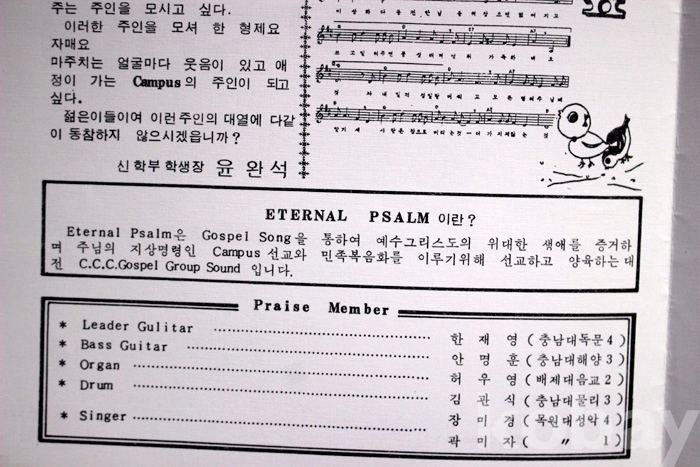 주는 주인을 모시고 싶다.
이러한 주인을 모셔 한 형제요
자매요
마주치는 얼굴마다 웃음이 있고 애
정이 가는 Campus의 주인이 되고
싶다.
젊은이들이여 이런 주인의 대열에 다같
이 동참하지 않으시겠읍니까?
신학부 학생장 윤완석
ETERNAL PSALM 이란?
Eternal Psalm은 Gospel Song을 통하여 예수그리스도의 위대한 생애를 증거하
며 주님의 지상명령인 Campus 선교와 민족복음화를 이루기위해 선교하고 양육하는 대
전 C.C.C.Gospel Group Sound 입니다.
Praise Member
* Leader Gulitar ........................ 한 재 영 (충남대독문 4)
* Bass Guitar ........................ 안 명 훈 (충남대해양 3)
* Organ ........................ 허 우 영 (배제대음교 2)
* Drum ........................ 김 관 식 (충남대물리 3)
* Singer ........................ 장 미 경 (목원대성악 4)
곽 미 자 ( 〃 1)
kobay